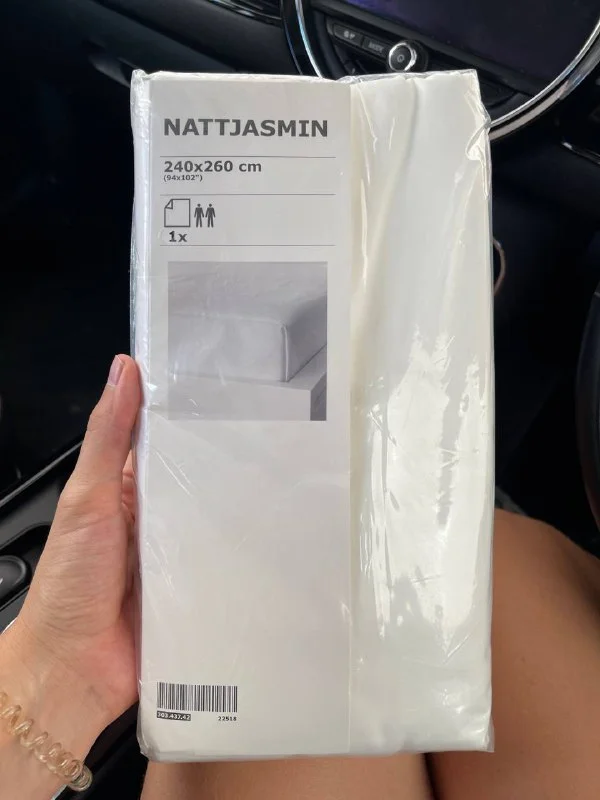 NATTJASMIN
240x260 cm
(94x102")
1x
22518